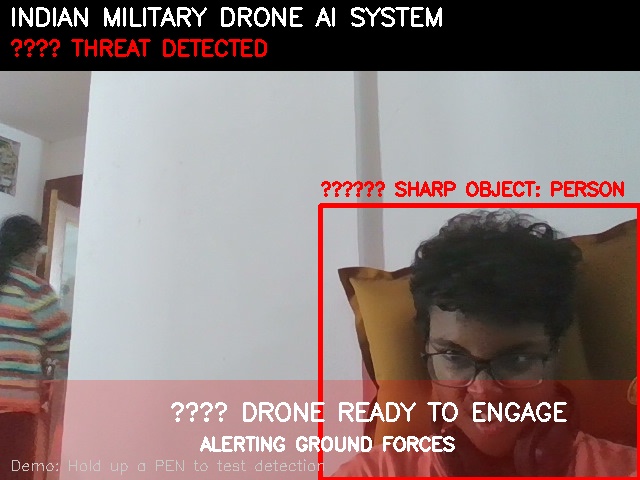 INDIAN MILITARY DRONE AI SYSTEM
???? THREAT DETECTED
?????? SHARP OBJECT: PERSON
???? DRONE READY TO ENGAGE
ALERTING GROUND FORCES
Demo: Hold up a PEN to test detection